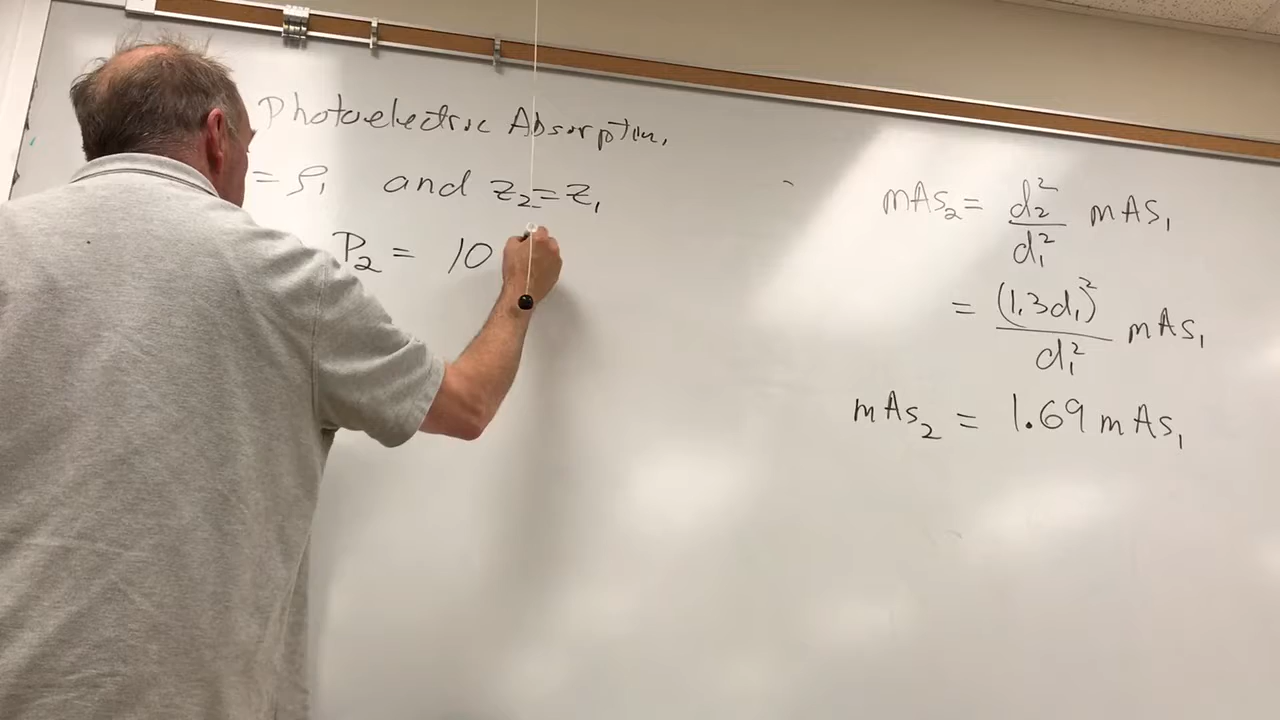 Photoelectric Absorption.
= ρ₁ and z₂ = z₁
P₂ = 10
mAs₂ = d₂²/d₁² mAs₁
= (1.3d₁)²/d₁² mAs₁
mAs₂ = 1.69 mAs₁